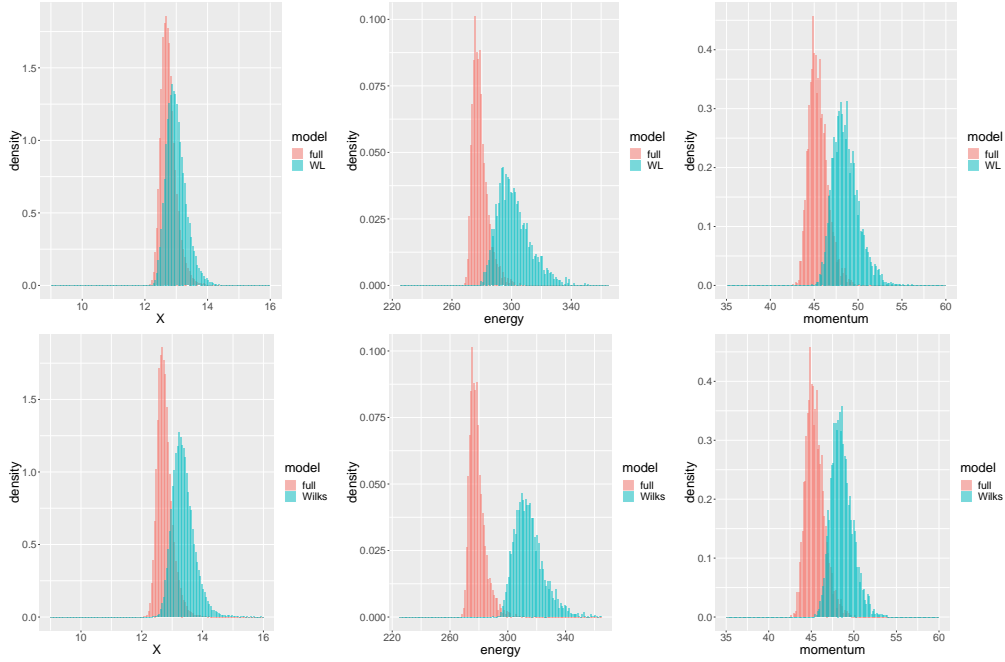 density
1.5
1.0
0.5
0.0
10
12
14
16
X
model
full
WL
density
0.100
0.075
0.050
0.025
0.000
220
260
300
340
energy
model
full
WL
density
0.4
0.3
0.2
0.1
0.0
35
40
45
50
55
60
momentum
model
full
WL
density
1.5
1.0
0.5
0.0
10
12
14
16
X
model
full
Wilks
density
0.100
0.075
0.050
0.025
0.000
220
260
300
340
energy
model
full
Wilks
density
0.4
0.3
0.2
0.1
0.0
35
40
45
50
55
60
momentum
model
full
Wilks